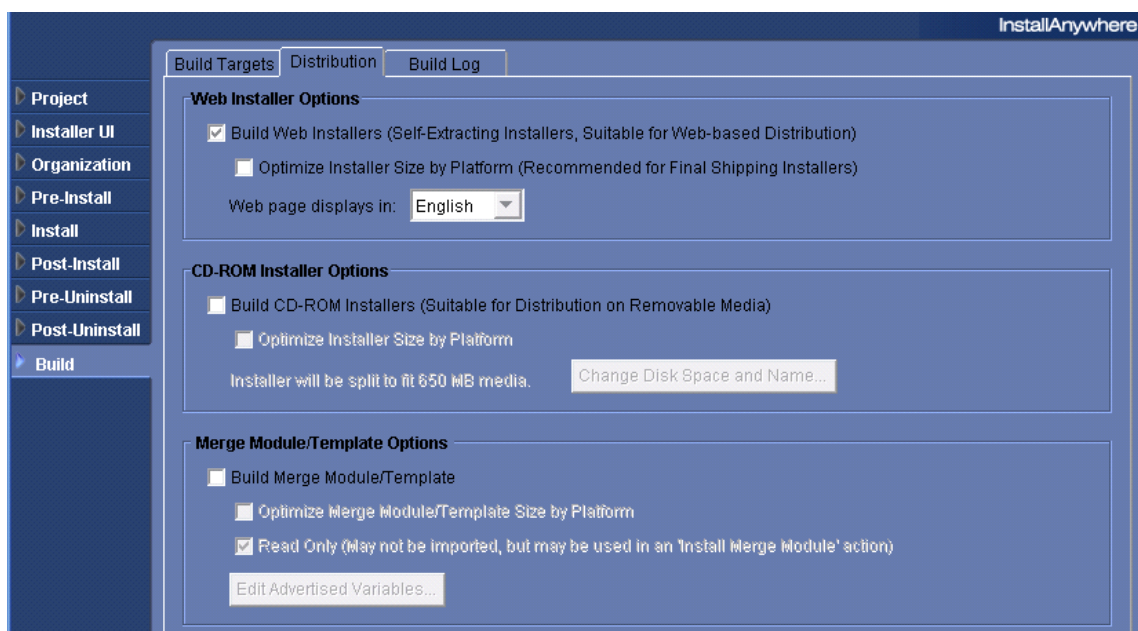 InstallAnywhere
Build Targets
Distribution
Build Log
Project
Installer UI
Organization
Pre-Install
Install
Post-Install
Pre-Uninstall
Post-Uninstall
Build
Web Installer Options
Build Web Installers (Self-Extracting Installers, Suitable for Web-based Distribution)
Optimize Installer Size by Platform (Recommended for Final Shipping Installers)
Web page displays in: English
CD-ROM Installer Options
Build CD-ROM Installers (Suitable for Distribution on Removable Media)
Optimize Installer Size by Platform
Installer will be split to fit 650 MB media. Change Disk Space and Name...
Merge Module/Template Options
Build Merge Module/Template
Optimize Merge Module/Template Size by Platform
Read Only (May not be imported, but may be used in an 'Install Merge Module' action)
Edit Advertised Variables...